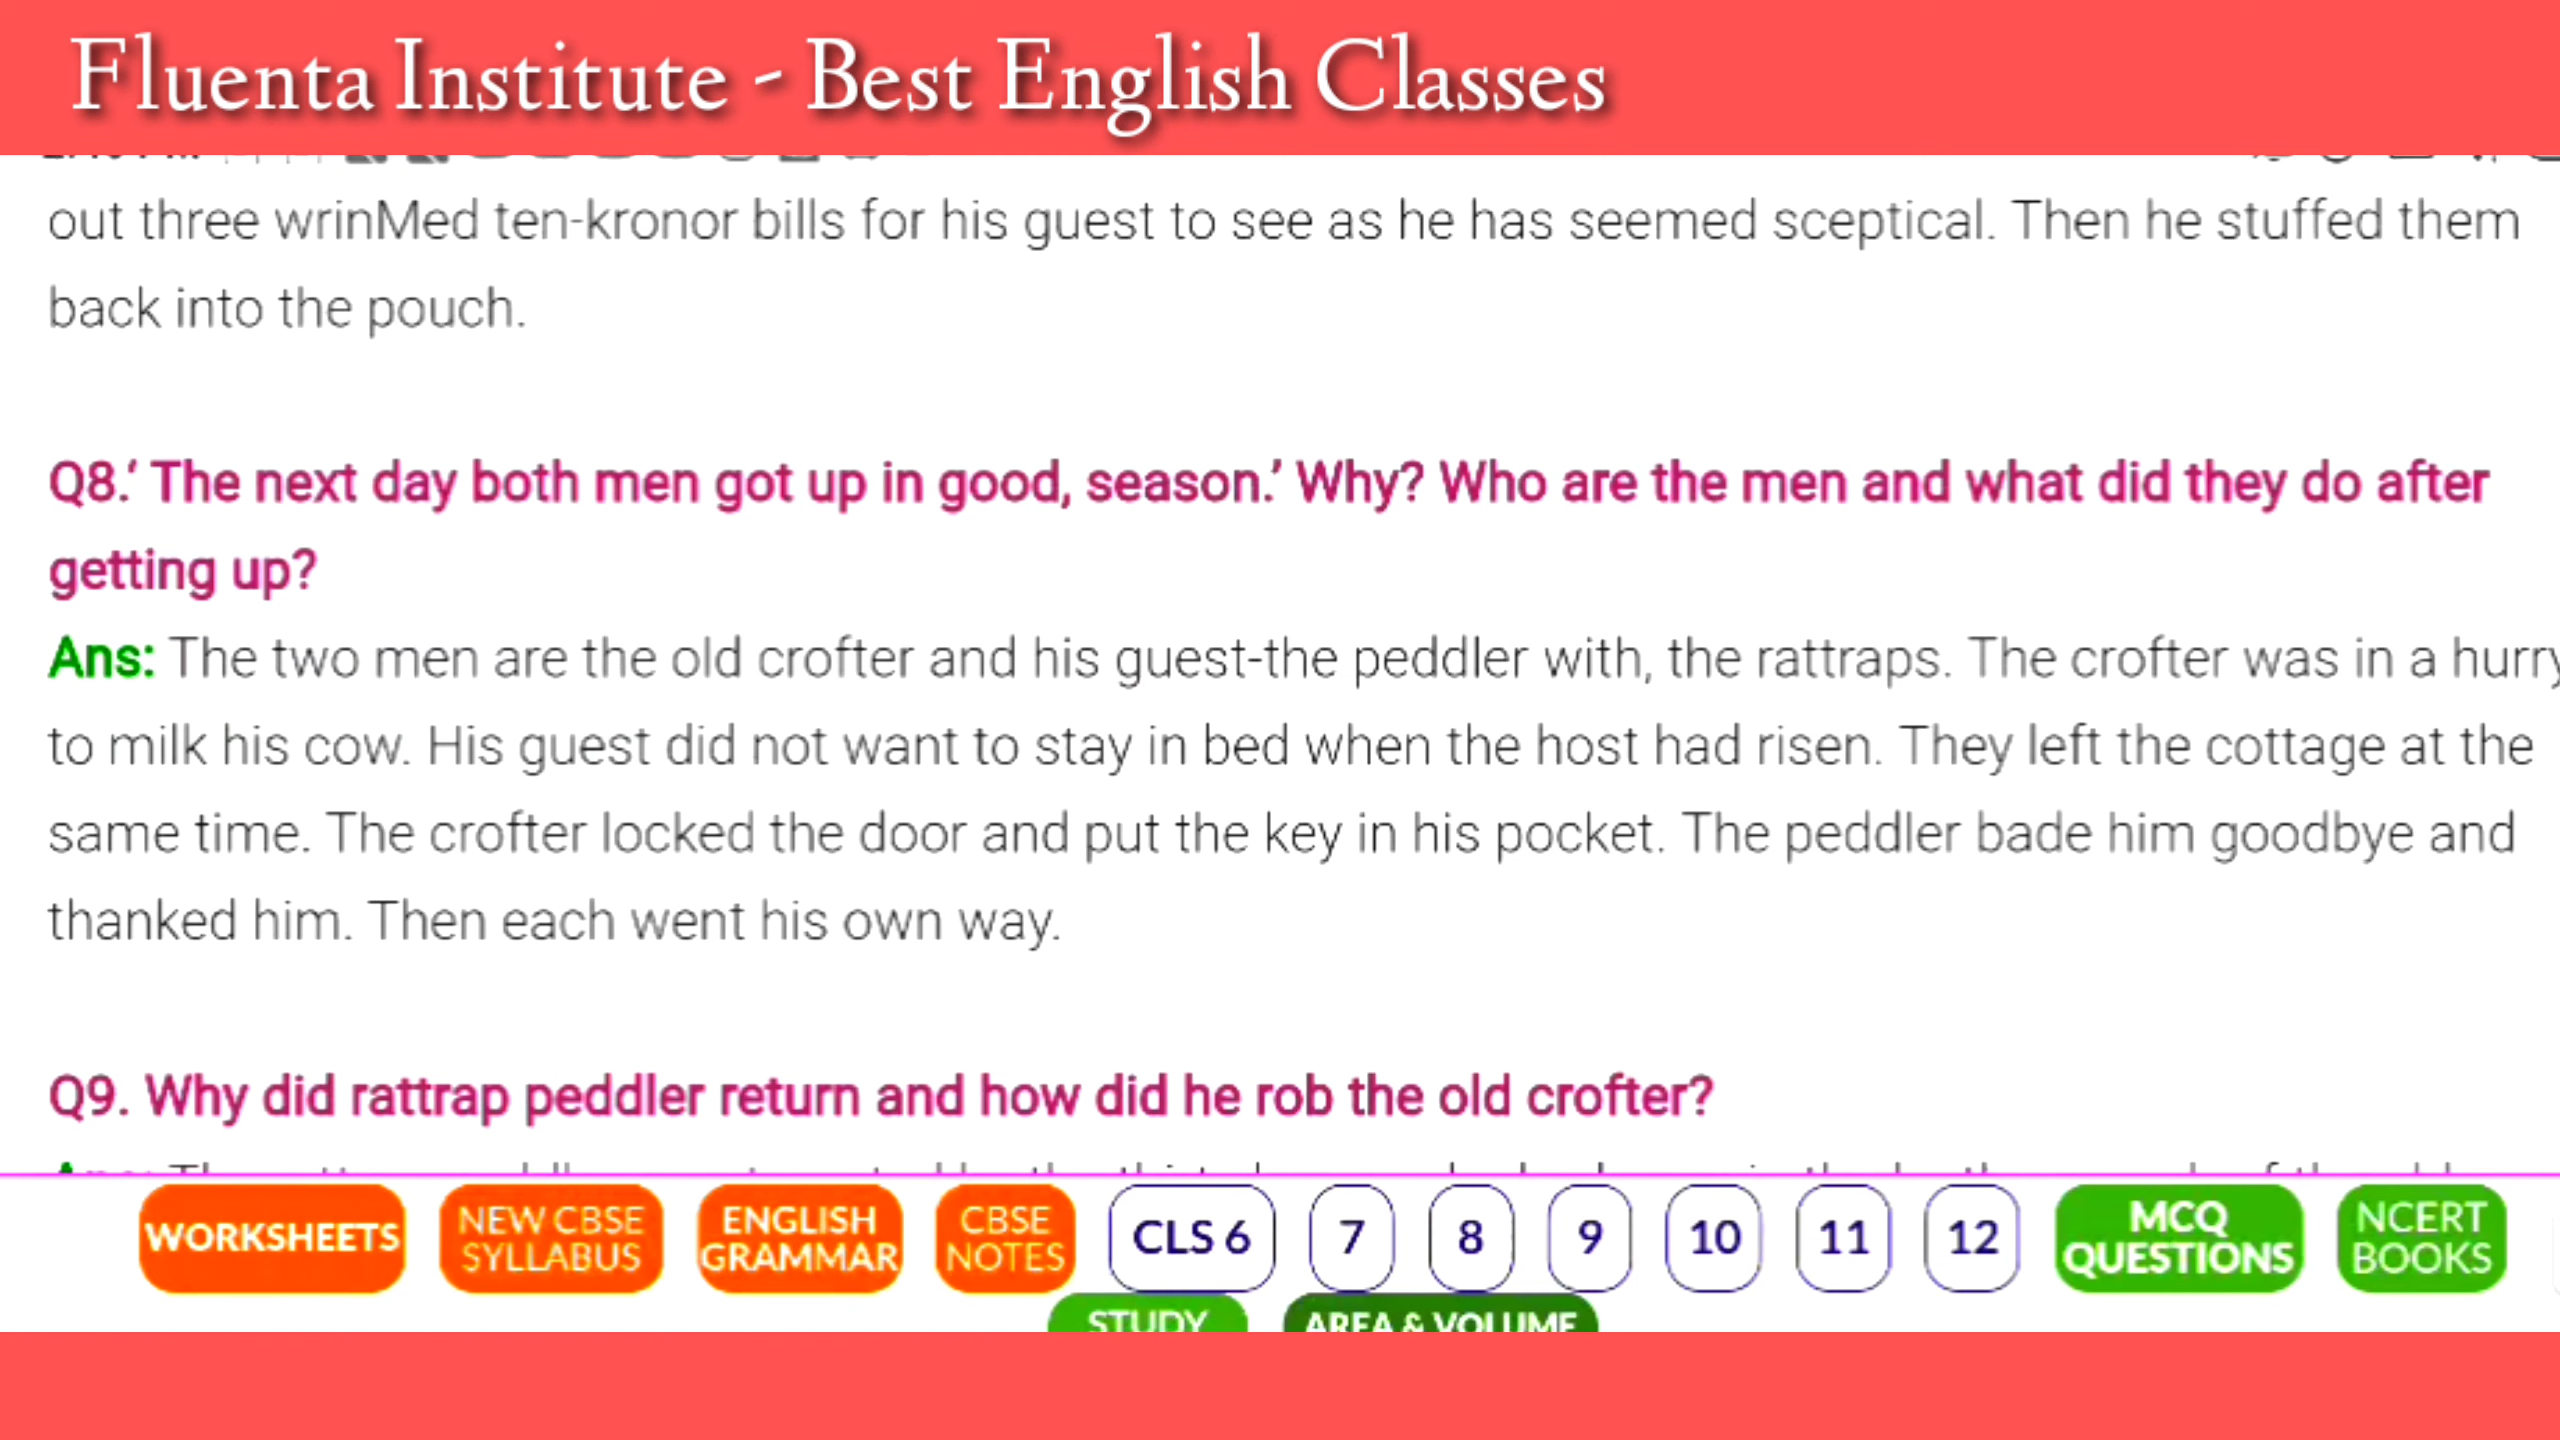 Fluenta Institute - Best English Classes
out three wrinMed ten-kronor bills for his guest to see as he has seemed sceptical. Then he stuffed them
back into the pouch.
Q8.‘ The next day both men got up in good, season.’ Why? Who are the men and what did they do after
getting up?
Ans: The two men are the old crofter and his guest-the peddler with, the rattraps. The crofter was in a hurry
to milk his cow. His guest did not want to stay in bed when the host had risen. They left the cottage at the
same time. The crofter locked the door and put the key in his pocket. The peddler bade him goodbye and
thanked him. Then each went his own way.
Q9. Why did rattrap peddler return and how did he rob the old crofter?
WORKSHEETS NEW CBSE SYLLABUS ENGLISH GRAMMAR CBSE NOTES CLS 6 7 8 9 10 11 12 MCQ QUESTIONS NCERT BOOKS
STUDY AREA & VOLUME